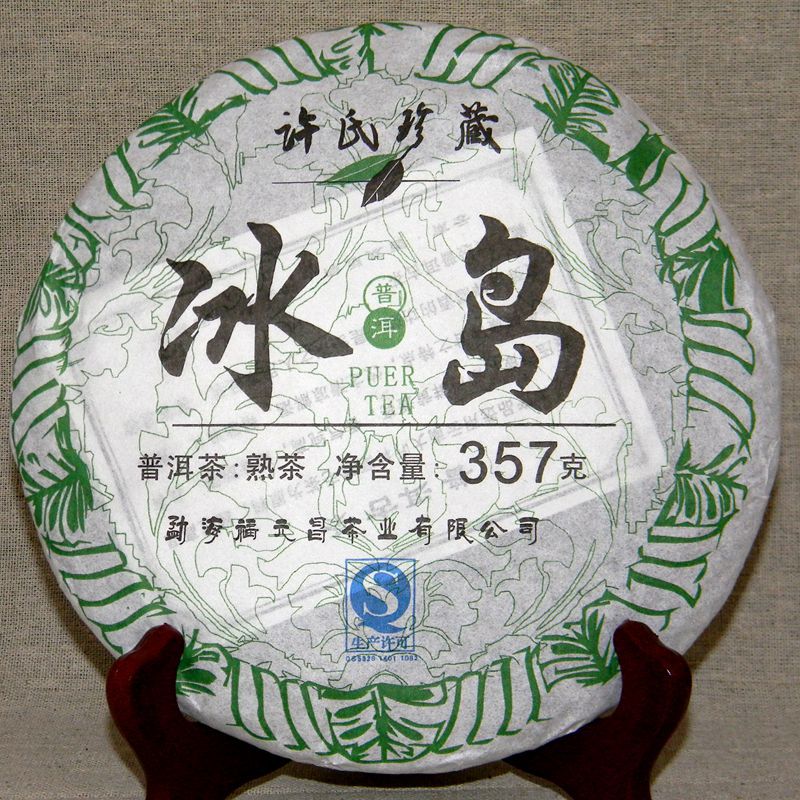 许氏珍藏
冰 普洱 岛
PUER
TEA
普洱茶：熟茶 净含量：357克
勐海福元昌茶业有限公司
生产许可